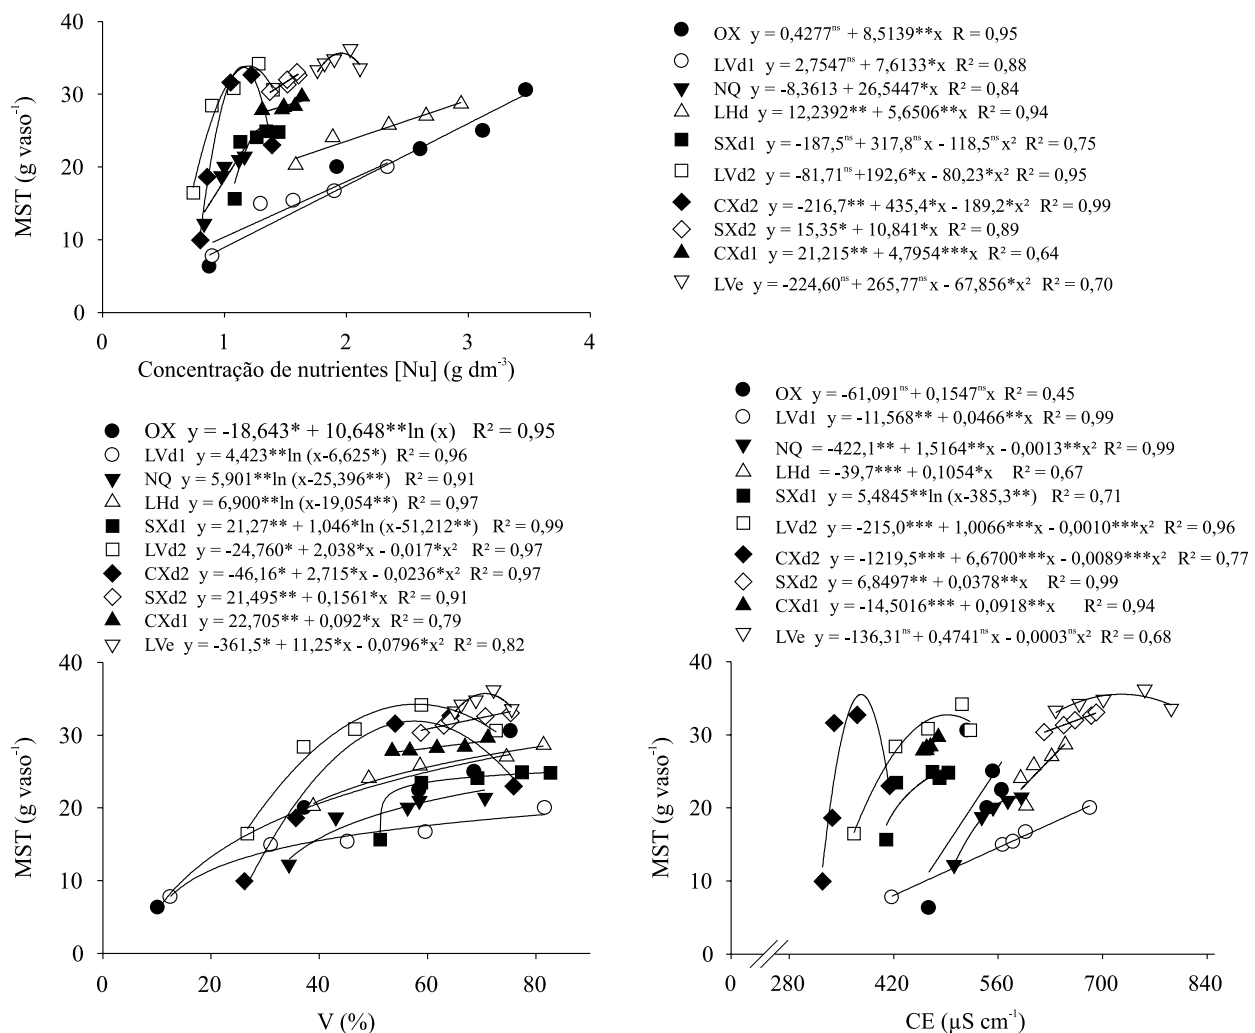 40
30
20
10
0
MST (g vaso⁻¹)
0 1 2 3 4
Concentração de nutrientes [Nu] (g dm⁻³)
OX y = 0,4277ⁿˢ + 8,5139**x R = 0,95
LVd1 y = 2,7547ⁿˢ + 7,6133*x R² = 0,88
NQ y = -8,3613 + 26,5447*x R² = 0,84
LHd y = 12,2392** + 5,6506**x R² = 0,94
SXd1 y = -187,5ⁿˢ + 317,8ⁿˢx - 118,5ⁿˢx² R² = 0,75
LVd2 y = -81,71ⁿˢ +192,6*x - 80,23*x² R² = 0,95
CXd2 y = -216,7** + 435,4*x - 189,2*x² R² = 0,99
SXd2 y = 15,35* + 10,841*x R² = 0,89
CXd1 y = 21,215** + 4,7954***x R² = 0,64
LVe y = -224,60ⁿˢ + 265,77ⁿˢx - 67,856*x² R² = 0,70
OX y = -18,643* + 10,648**ln (x) R² = 0,95
LVd1 y = 4,423**ln (x-6,625*) R² = 0,96
NQ y = 5,901**ln (x-25,396**) R² = 0,91
LHd y = 6,900**ln (x-19,054**) R² = 0,97
SXd1 y = 21,27** + 1,046*ln (x-51,212**) R² = 0,99
LVd2 y = -24,760* + 2,038*x - 0,017*x² R² = 0,97
CXd2 y = -46,16* + 2,715*x - 0,0236*x² R² = 0,97
SXd2 y = 21,495** + 0,1561*x R² = 0,91
CXd1 y = 22,705** + 0,092*x R² = 0,79
LVe y = -361,5* + 11,25*x - 0,0796*x² R² = 0,82
40
30
20
10
0
MST (g vaso⁻¹)
0 20 40 60 80
V (%)
OX y = -61,091ⁿˢ + 0,1547ⁿˢx R² = 0,45
LVd1 y = -11,568** + 0,0466**x R² = 0,99
NQ = -422,1** + 1,5164**x - 0,0013**x² R² = 0,99
LHd = -39,7*** + 0,1054*x R² = 0,67
SXd1 y = 5,4845**ln (x-385,3**) R² = 0,71
LVd2 y = -215,0*** + 1,0066***x - 0,0010***x² R² = 0,96
CXd2 y = -1219,5*** + 6,6700***x - 0,0089***x² R² = 0,77
SXd2 y = 6,8497** + 0,0378**x R² = 0,99
CXd1 y = -14,5016*** + 0,0918**x R² = 0,94
LVe y = -136,31ⁿˢ + 0,4741ⁿˢx - 0,0003ⁿˢx² R² = 0,68
40
30
20
10
0
MST (g vaso⁻¹)
0 280 420 560 700 840
CE (µS cm⁻¹)